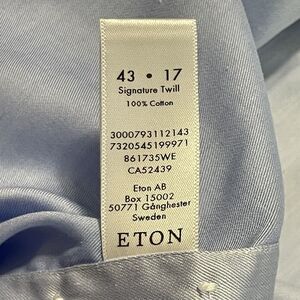 43 • 17
Signature Twill
100% Cotton
3000793112143
7320545199971
861735WE
CA52439
Eton AB
Box 15002
50771 Gånghester
Sweden
ETON